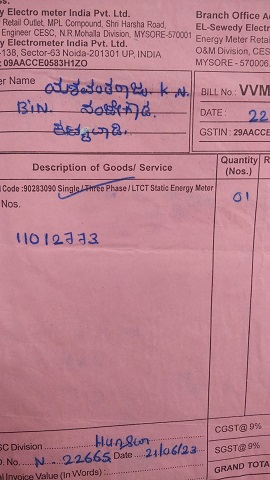 y Electro meter India Pvt. Ltd.
Retail Outlet, MPL Compound, Shri Harsha Road,
Engineer CESC, N.R.Mohalla Division, MYSORE-570001
y Electrometer India Pvt. Ltd.
-138, Sector-63 Noida-201301 UP, INDIA
: 09AACCE0583H1ZO
Branch Office A
EL-Sewedy Electr
Energy Meter Retai
O&M Division, CES
MYSORE - 570006
er Name K N.
BILL No : VVM
DATE : 22
GSTIN : 29AACCE
Description of Goods/ Service
Quantity
(Nos.)
R
Code :90283090 Single / Three Phase / LTCT Static Energy Meter
01
Nos.
11012773
SC Division
O. No. N - 22665 Date 21/06/23
al Invoice Value (In Words) :
CGST@ 9%
SGST@ 9%
GRAND TOTA